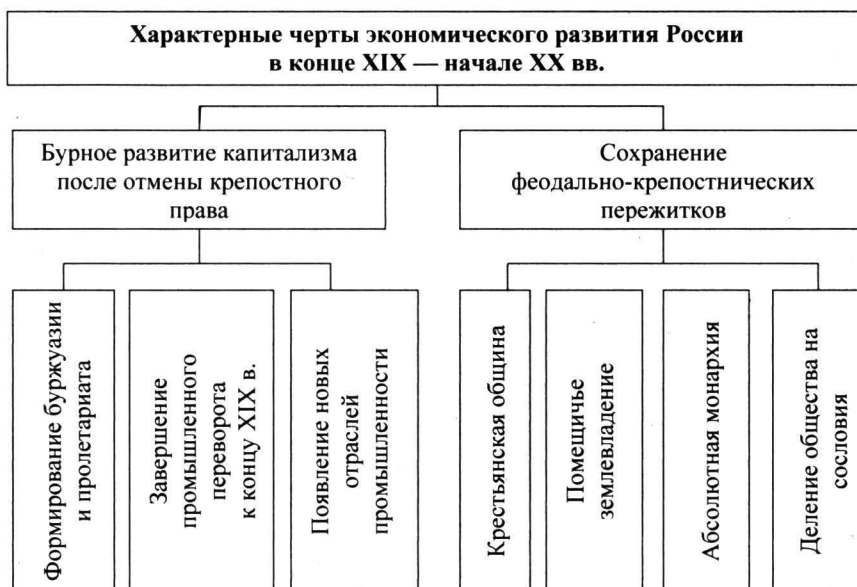 Характерные черты экономического развития России
в конце XIX — начале XX вв.
Бурное развитие капитализма
после отмены крепостного
права
Сохранение
феодально-крепостнических
пережитков
Формирование буржуазии
и пролетариата
Завершение
промышленного
переворота
к концу XIX в.
Появление новых
отраслей
промышленности
Крестьянская община
Помещичье
землевладение
Абсолютная монархия
Деление общества на
сословия